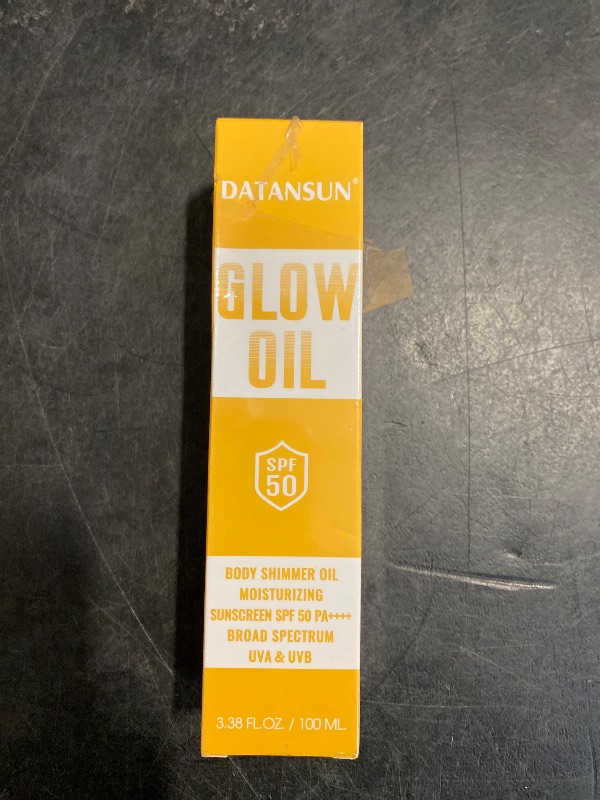 DATANSUN®
GLOW
OIL
SPF
50
BODY SHIMMER OIL
MOISTURIZING
SUNSCREEN SPF 50 PA++++
BROAD SPECTRUM
UVA & UVB
3.38 FL.OZ. / 100 ML.